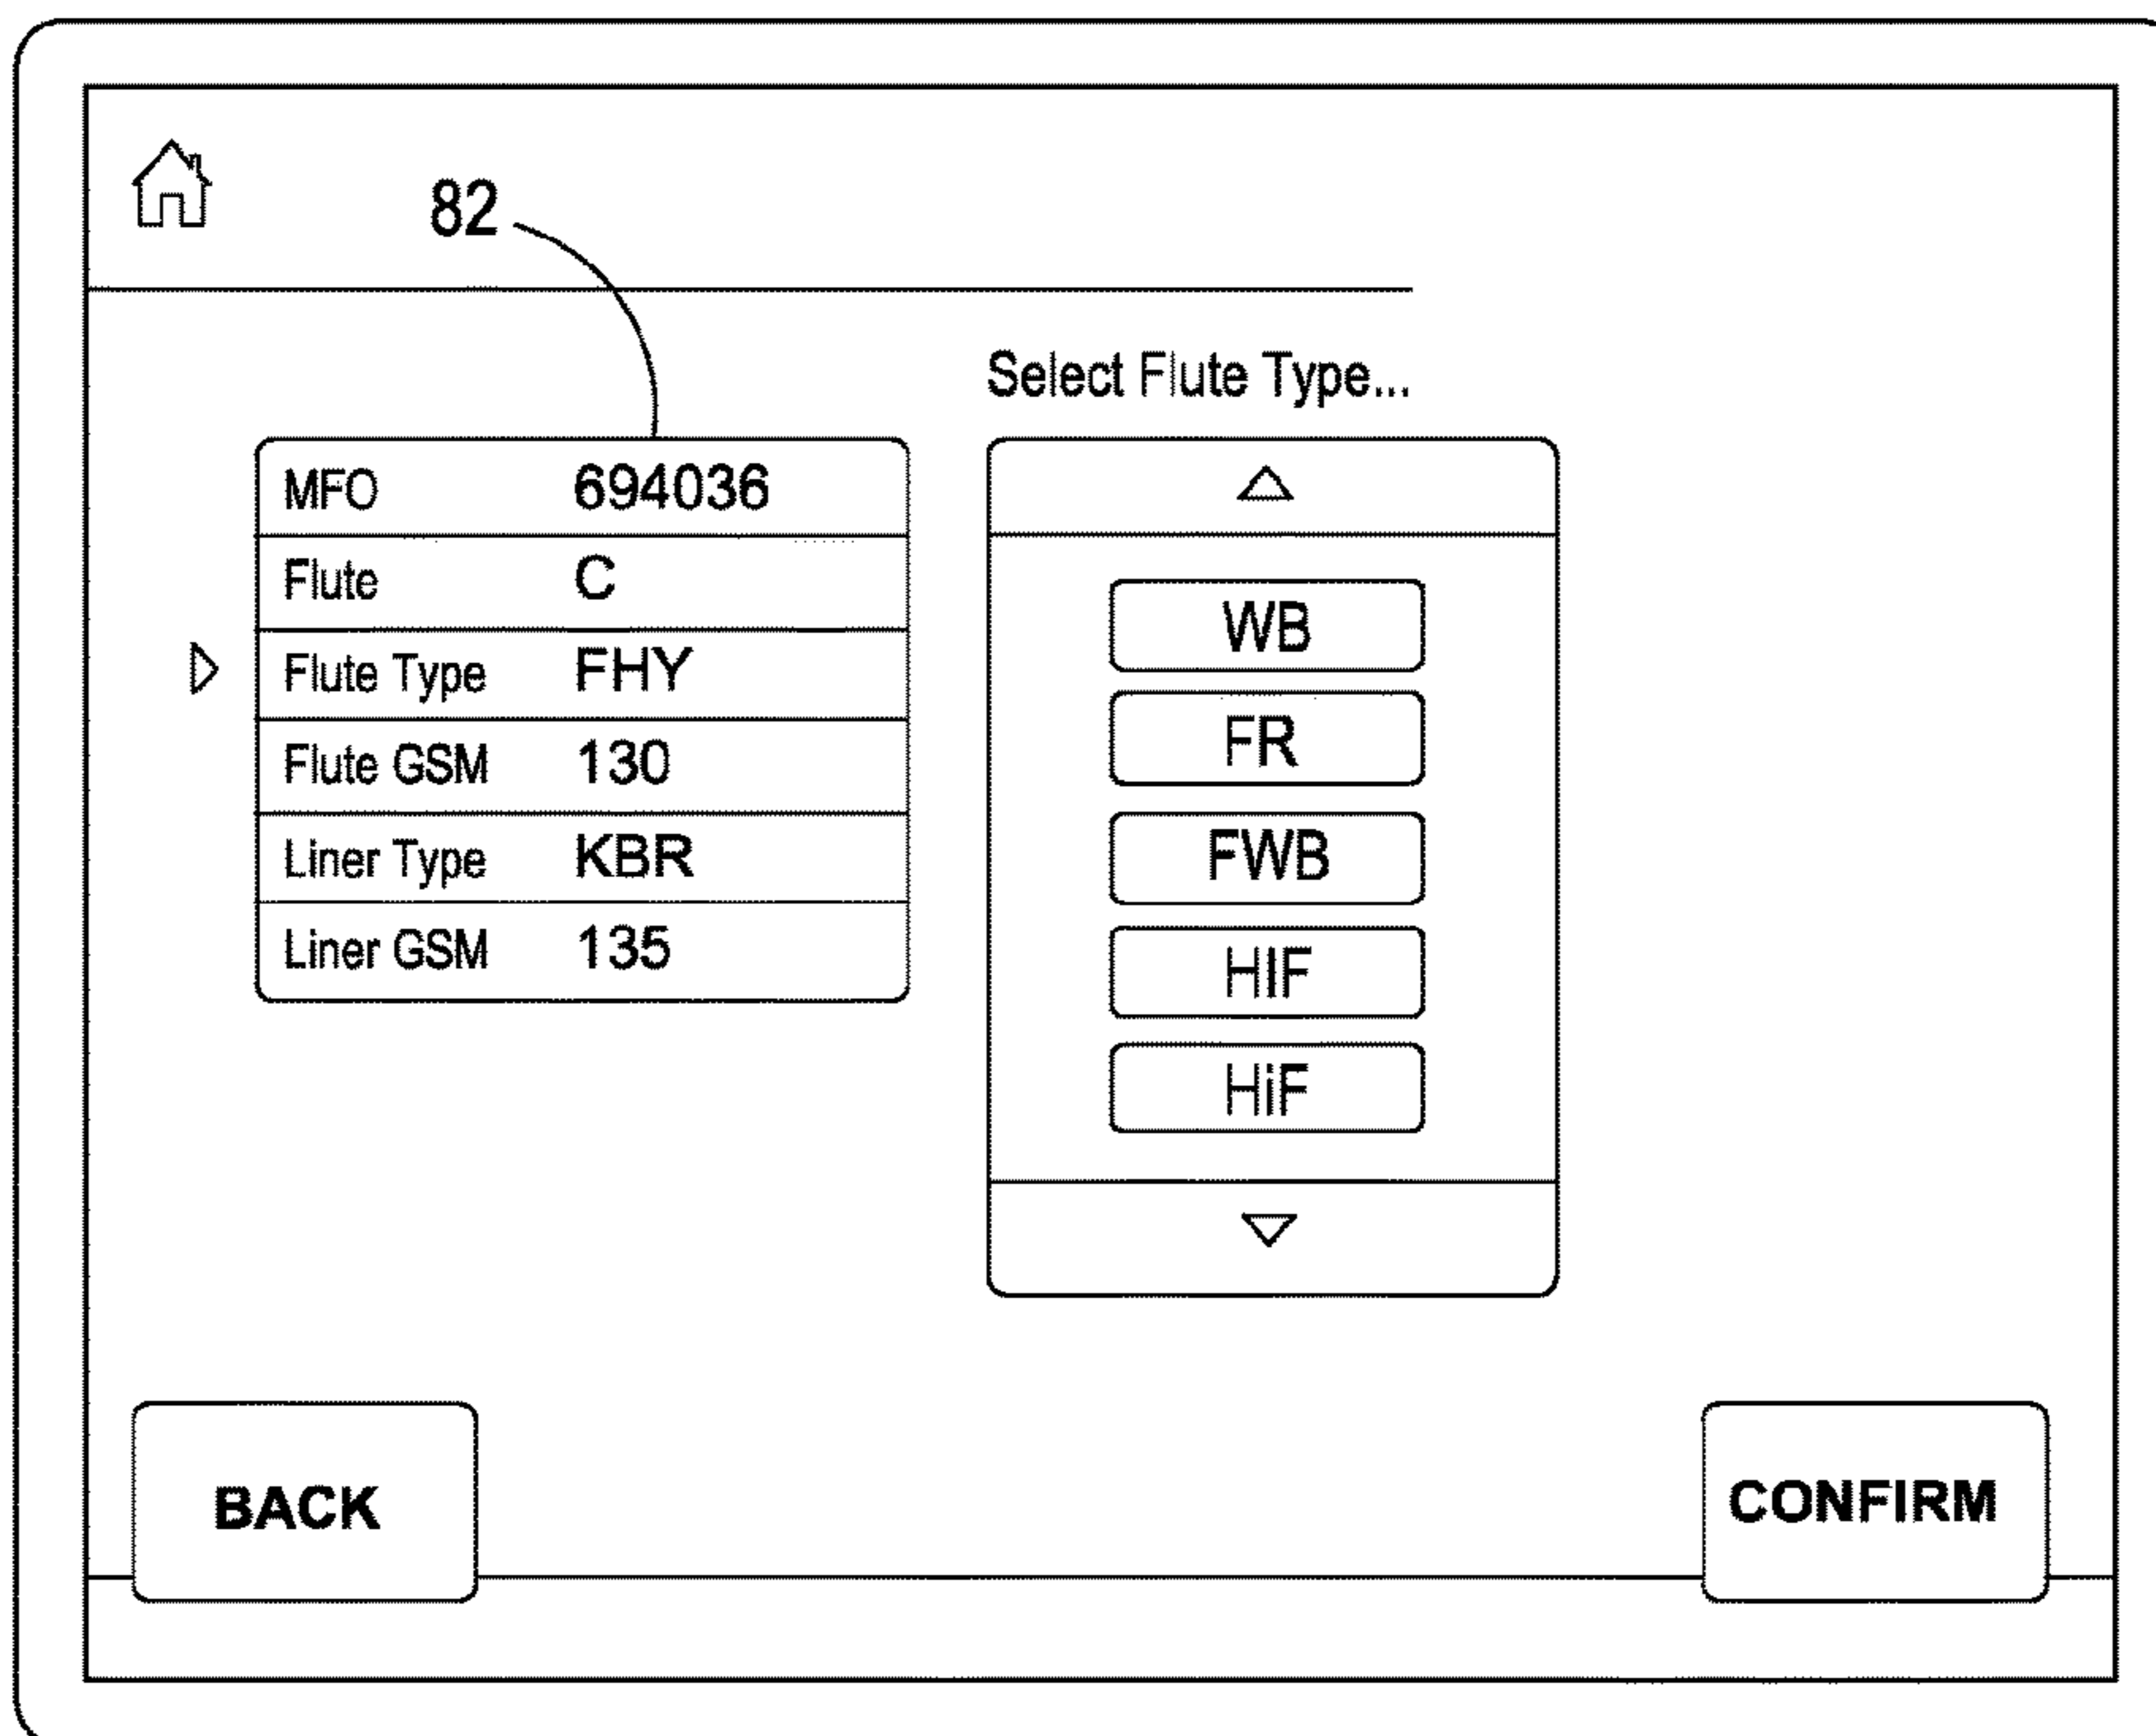 82
Select Flute Type...
MFO 694036
Flute C
Flute Type FHY
Flute GSM 130
Liner Type KBR
Liner GSM 135
WB
FR
FWB
HIF
HiF
BACK
CONFIRM